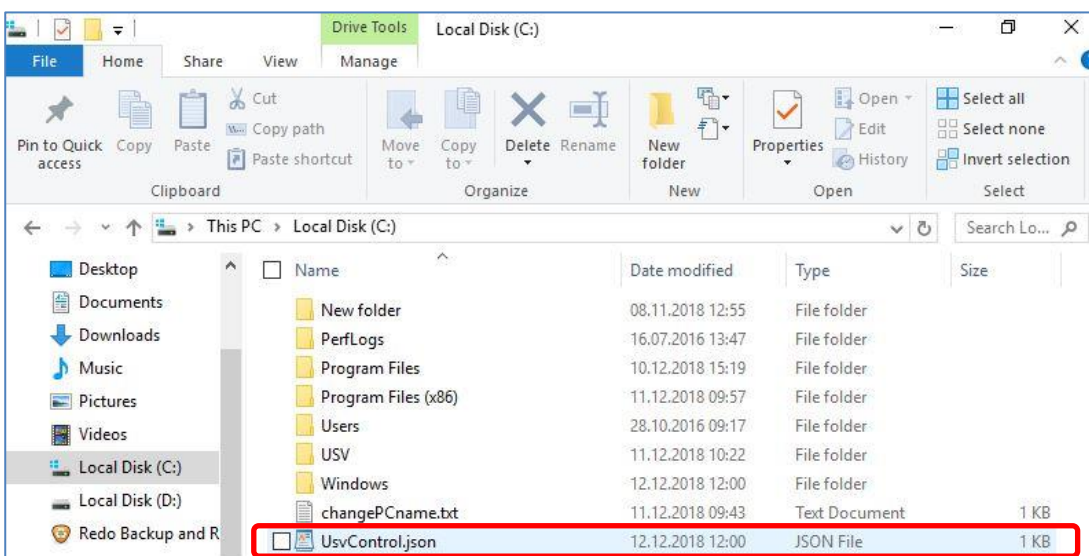 Drive Tools Local Disk (C:)
File Home Share View Manage
Pin to Quick access
Copy
Paste
Cut
Copy path
Paste shortcut
Clipboard
Move to
Copy to
Delete
Rename
Organize
New folder
New
Properties
Open
Edit
History
Open
Select all
Select none
Invert selection
Select
This PC > Local Disk (C:)
Search Lo...
Desktop
Documents
Downloads
Music
Pictures
Videos
Local Disk (C:)
Local Disk (D:)
Redo Backup and R
Name Date modified Type Size
New folder 08.11.2018 12:55 File folder
PerfLogs 16.07.2016 13:47 File folder
Program Files 10.12.2018 15:19 File folder
Program Files (x86) 11.12.2018 09:57 File folder
Users 28.10.2016 09:17 File folder
USV 11.12.2018 10:22 File folder
Windows 12.12.2018 12:00 File folder
changePCname.txt 11.12.2018 09:43 Text Document 1 KB
UsvControl.json 12.12.2018 12:00 JSON File 1 KB